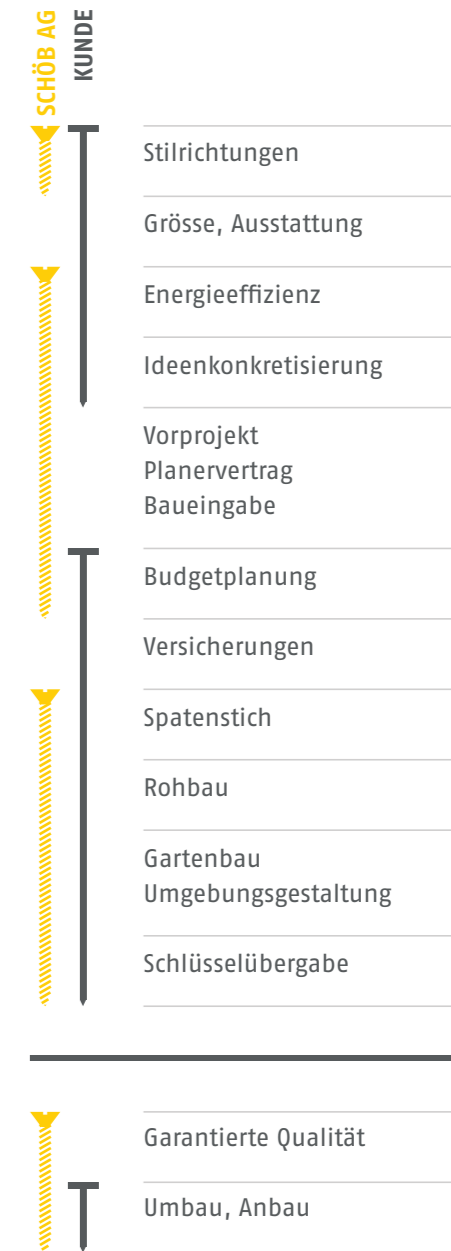 SCHÖB AG
KUNDE
Stilrichtungen
Grösse, Ausstattung
Energieeffizienz
Ideenkonkretisierung
Vorprojekt
Planervertrag
Baueingabe
Budgetplanung
Versicherungen
Spatenstich
Rohbau
Gartenbau
Umgebungsgestaltung
Schlüsselübergabe
Garantierte Qualität
Umbau, Anbau